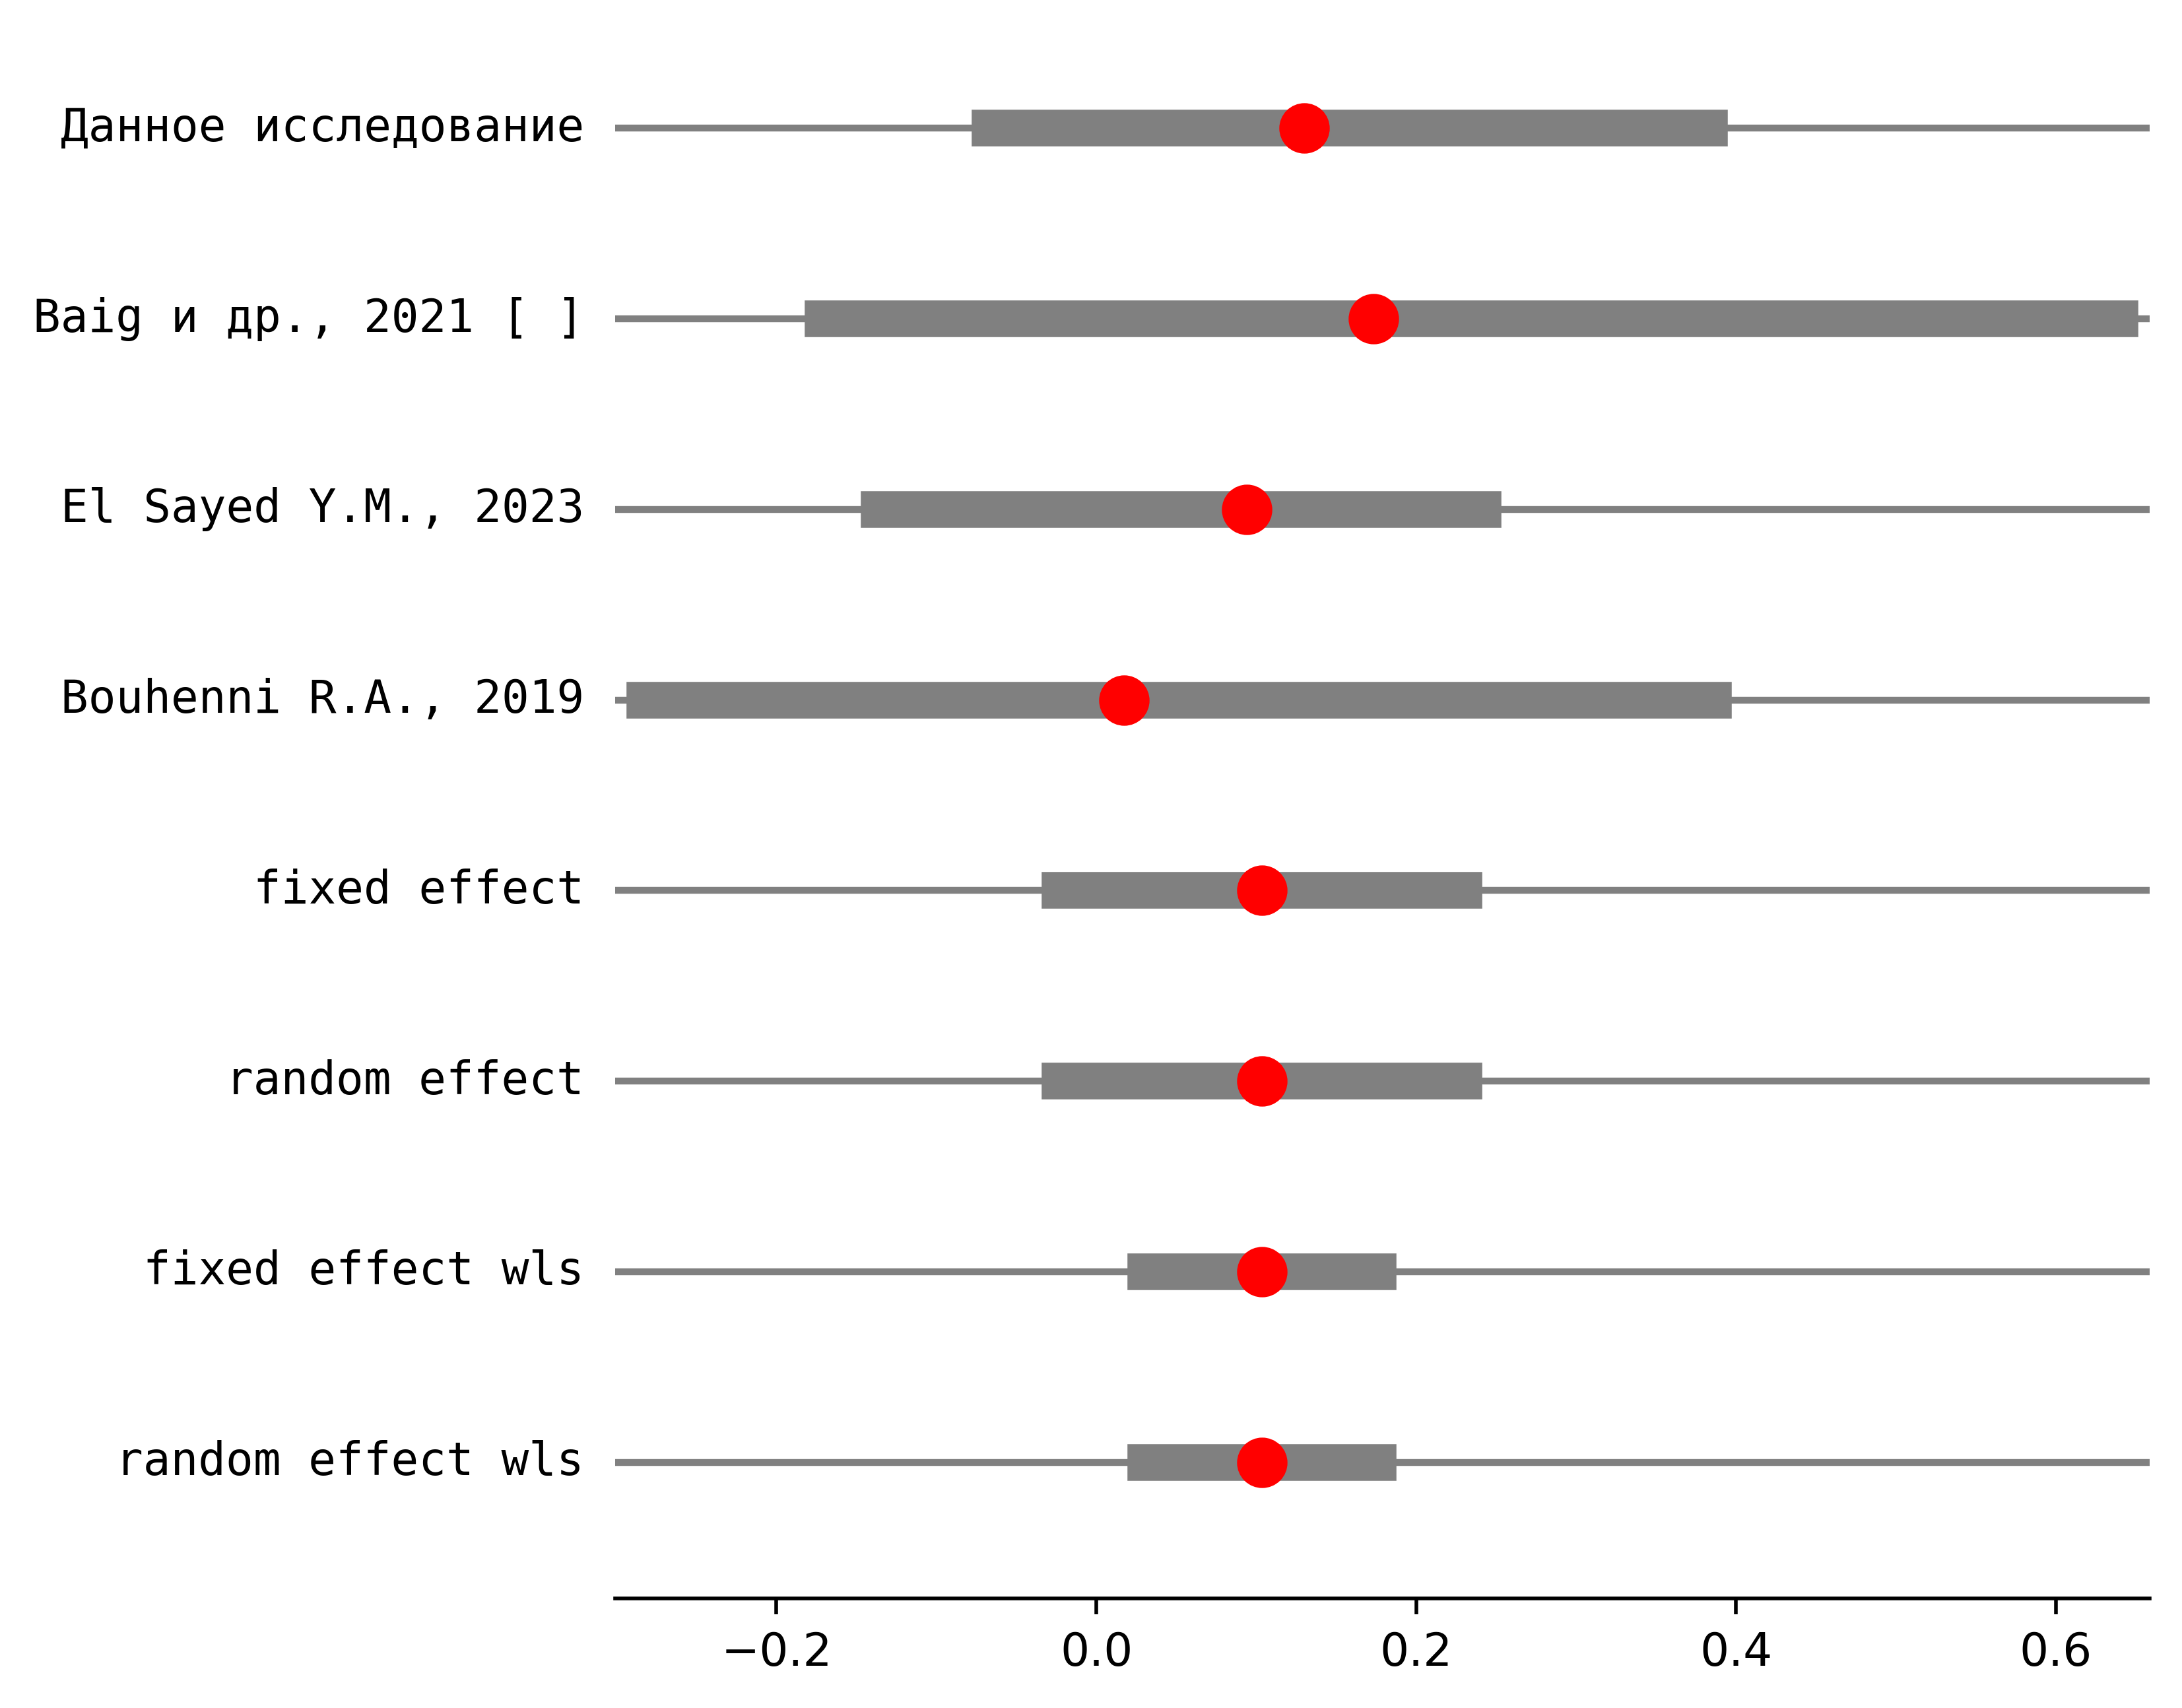 Данное исследование
Baig и др., 2021 [ ]
El Sayed Y.M., 2023
Bouhenni R.A., 2019
fixed effect
random effect
fixed effect wls
random effect wls
−0.2 0.0 0.2 0.4 0.6